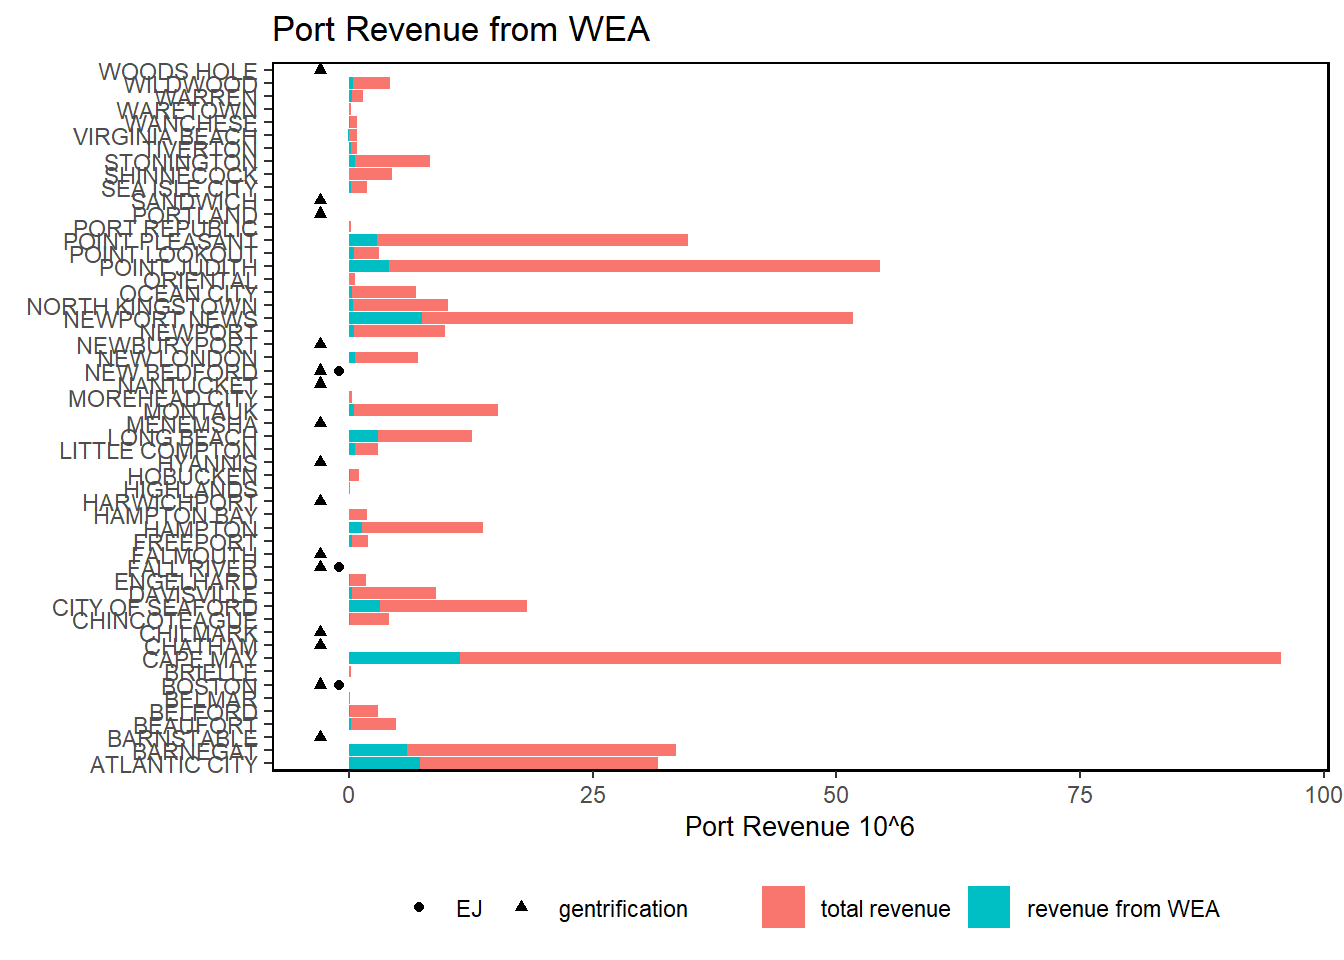 Port Revenue from WEA
WOODS HOLE
WILDWOOD
WARREN
WARETOWN
WANCHESE
VIRGINIA BEACH
TIVERTON
STONINGTON
SHINNECOCK
SEA ISLE CITY
SANDWICH
PORTLAND
PORT REPUBLIC
POINT PLEASANT
POINT LOOKOUT
POINT JUDITH
ORIENTAL
OCEAN CITY
NORTH KINGSTOWN
NEWPORT NEWS
NEWPORT
NEWBURYPORT
NEW LONDON
NEW BEDFORD
NANTUCKET
MOREHEAD CITY
MONTAUK
MENEMSHA
LONG BEACH
LITTLE COMPTON
HYANNIS
HOBUCKEN
HIGHLANDS
HARWICHPORT
HAMPTON BAY
HAMPTON
FREEPORT
FALMOUTH
FALL RIVER
ENGELHARD
DAVISVILLE
CITY OF SEAFORD
CHINCOTEAGUE
CHILMARK
CHATHAM
CAPE MAY
BRIELLE
BOSTON
BELMAR
BELFORD
BEAUFORT
BARNSTABLE
BARNEGAT
ATLANTIC CITY
0 25 50 75 100
Port Revenue 10^6
EJ gentrification total revenue revenue from WEA